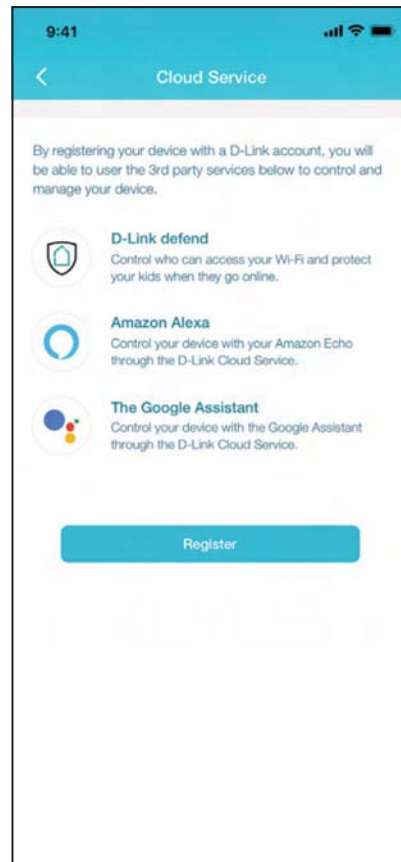 9:41
Cloud Service
By registering your device with a D-Link account, you will
be able to user the 3rd party services below to control and
manage your device.
D-Link defend
Control who can access your Wi-Fi and protect
your kids when they go online.
Amazon Alexa
Control your device with your Amazon Echo
through the D-Link Cloud Service.
The Google Assistant
Control your device with the Google Assistant
through the D-Link Cloud Service.
Register